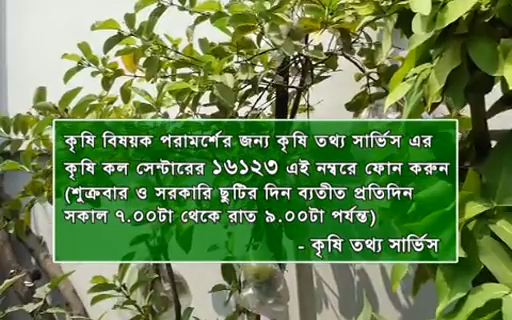 কৃষি বিষয়ক পরামর্শের জন্য কৃষি তথ্য সার্ভিস এর
কৃষি কল সেন্টারের ১৬১২৩ এই নম্বরে ফোন করুন
(শুক্রবার ও সরকারি ছুটির দিন ব্যতীত প্রতিদিন
সকাল ৭.০০টা থেকে রাত ৯.০০টা পর্যন্ত)
- কৃষি তথ্য সার্ভিস